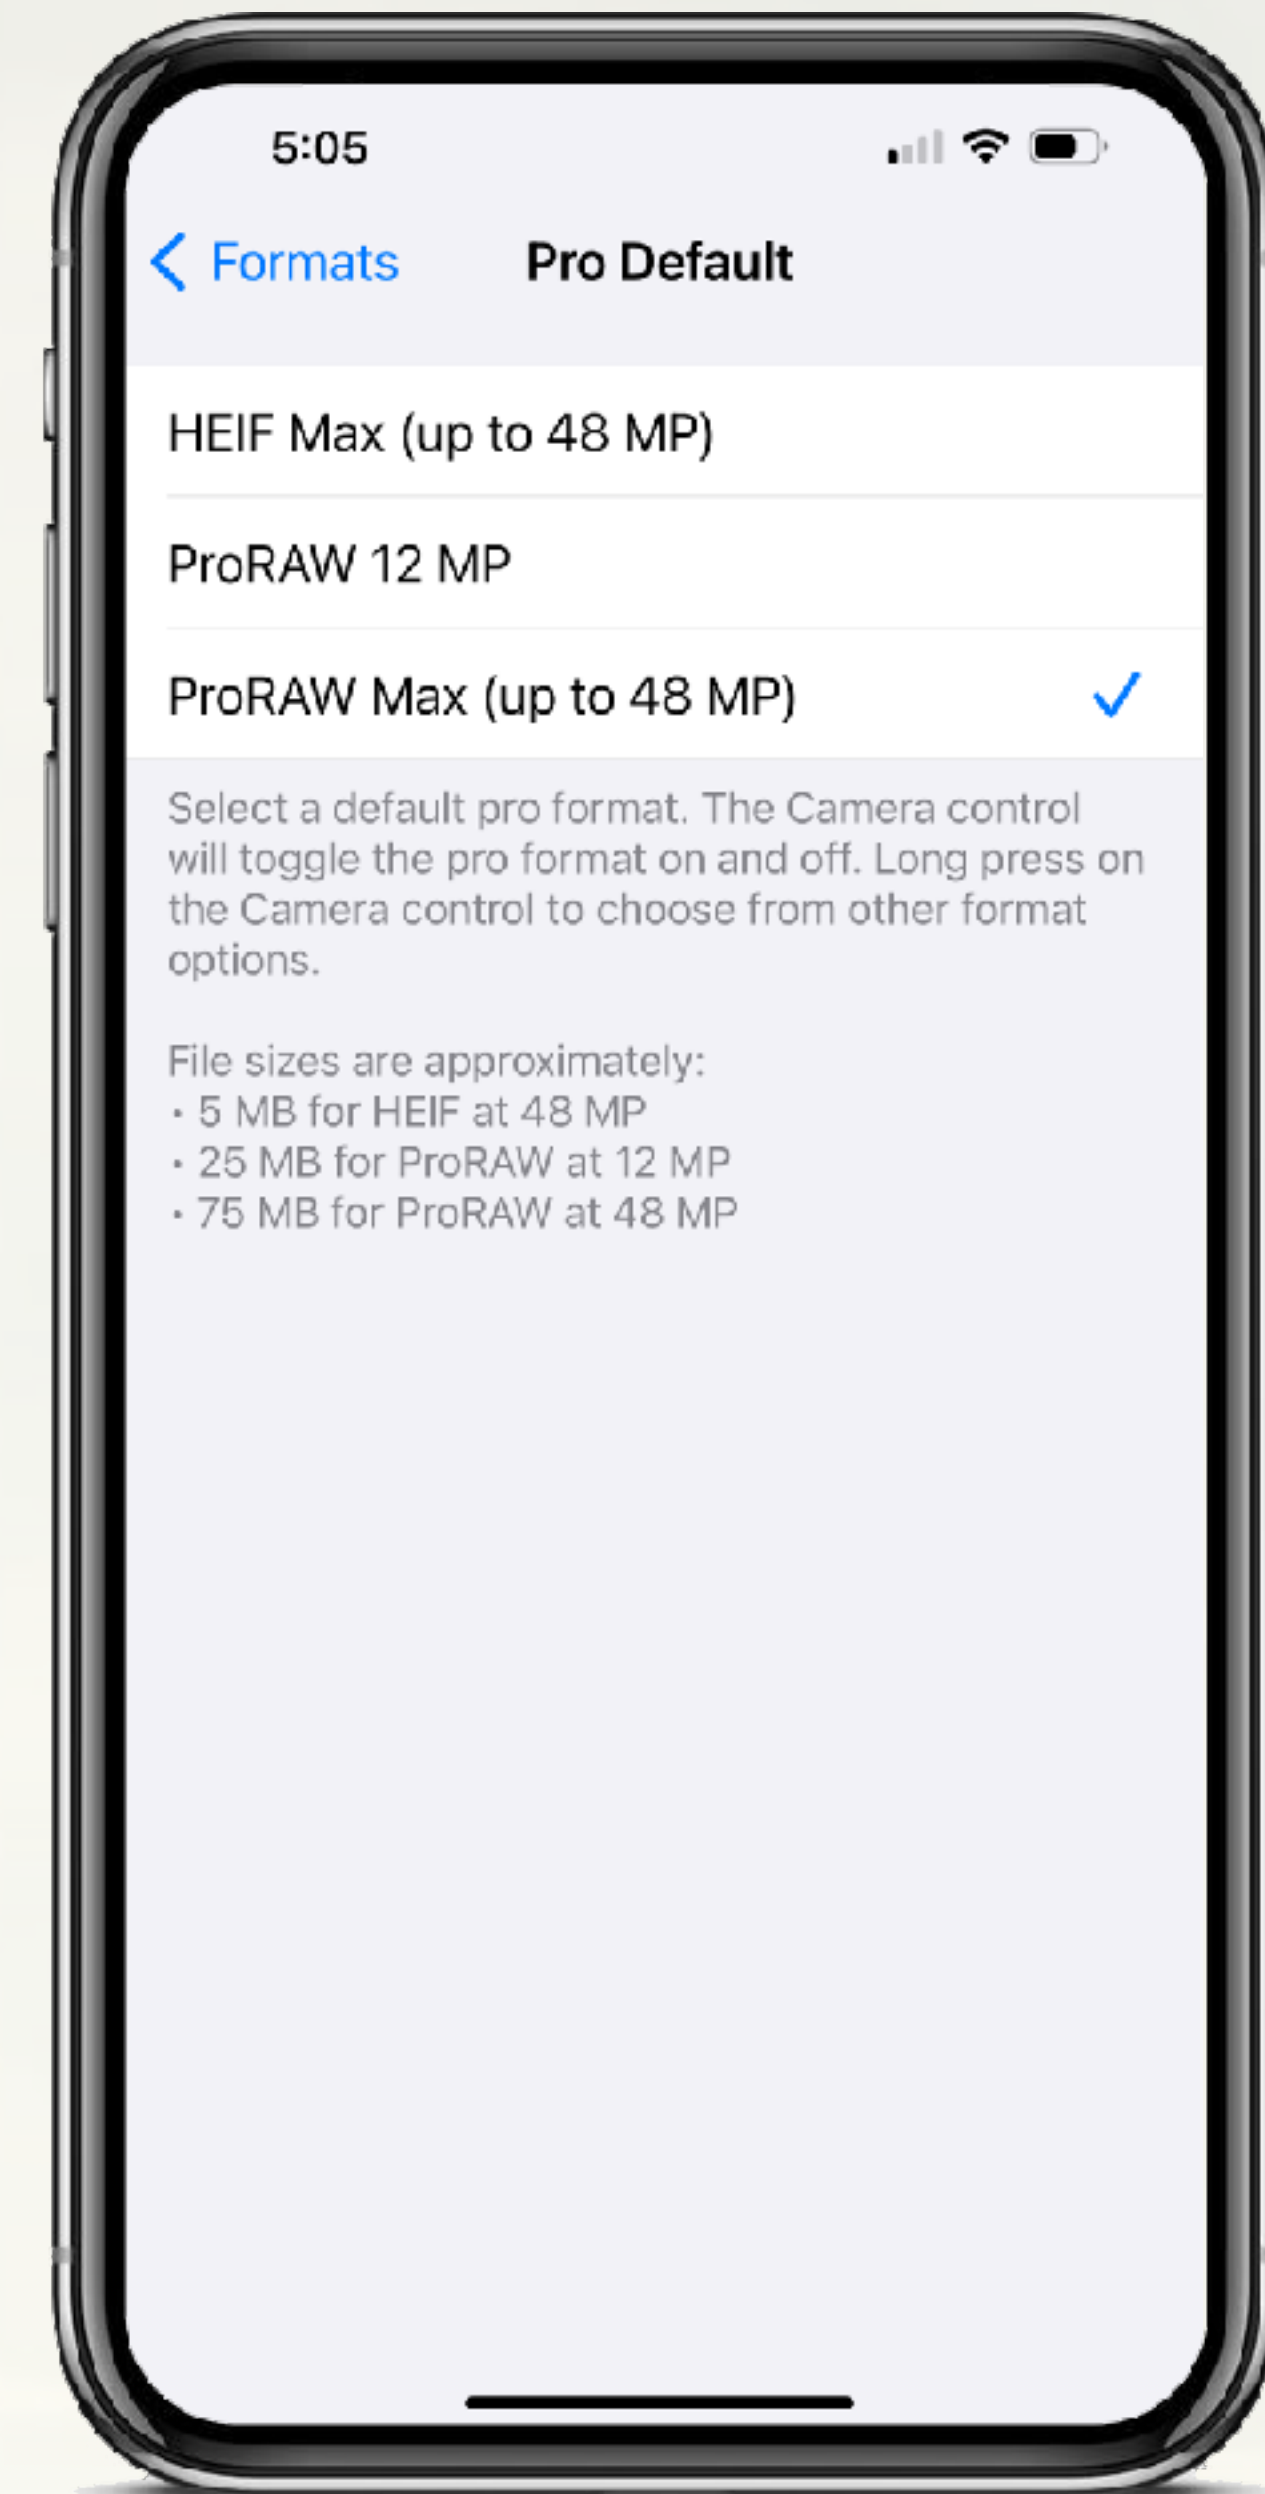 5:05
Formats Pro Default
HEIF Max (up to 48 MP)
ProRAW 12 MP
ProRAW Max (up to 48 MP)
Select a default pro format. The Camera control
will toggle the pro format on and off. Long press on
the Camera control to choose from other format
options.
File sizes are approximately:
• 5 MB for HEIF at 48 MP
• 25 MB for ProRAW at 12 MP
• 75 MB for ProRAW at 48 MP